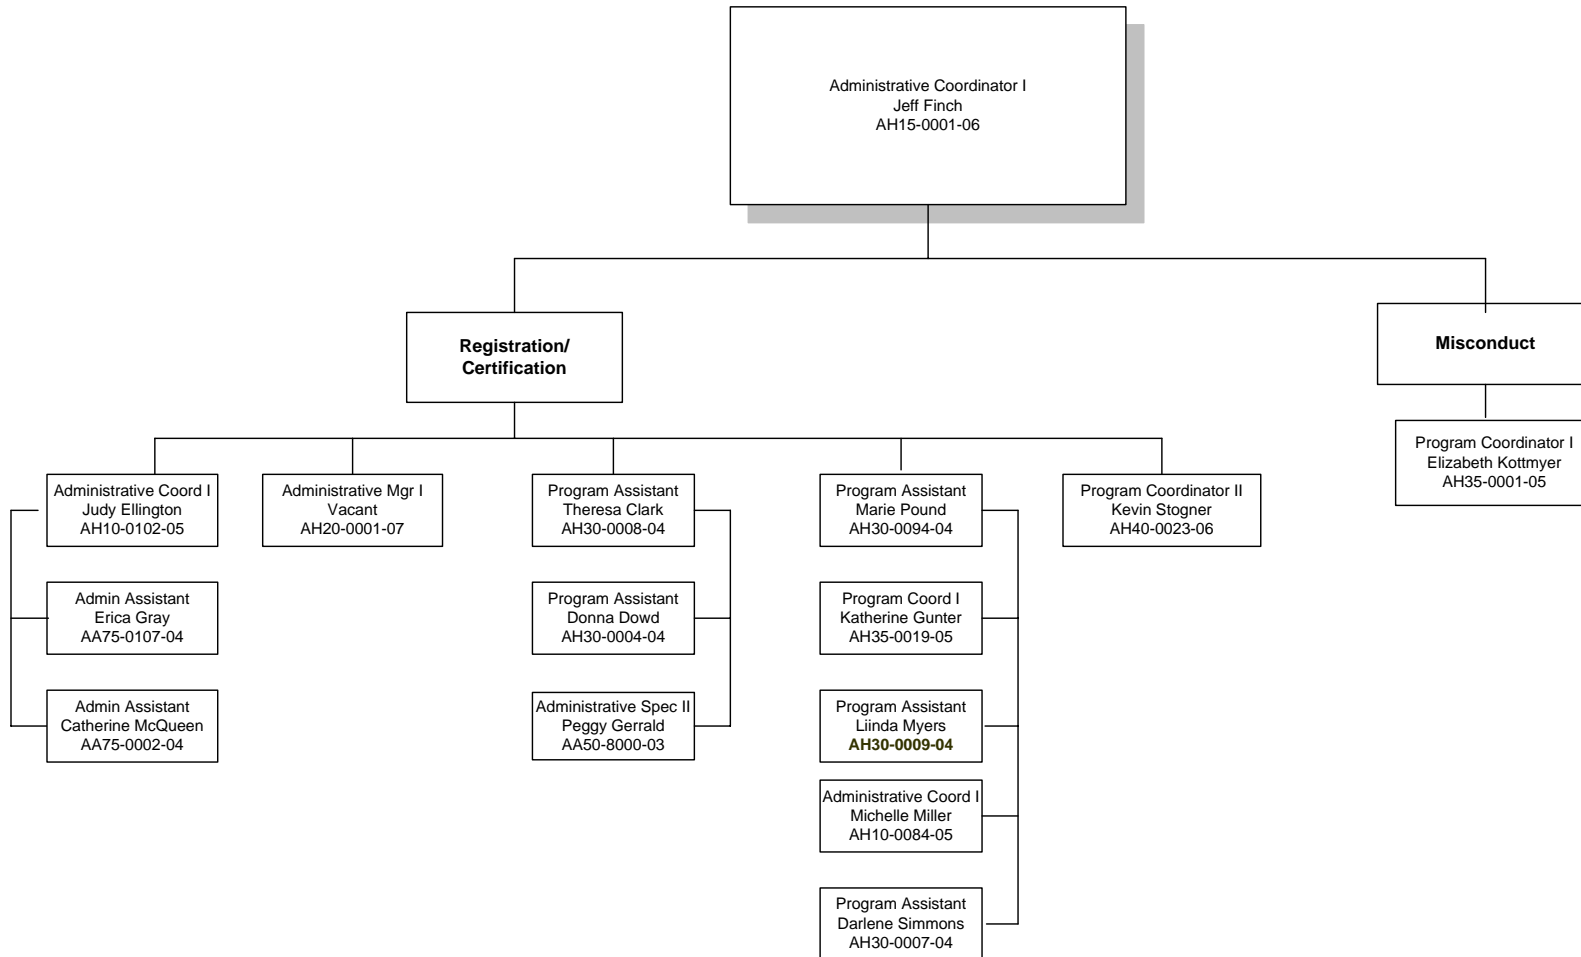 Administrative Coordinator I
Jeff Finch
AH15-0001-06
Registration/
Certification
Misconduct
Program Coordinator I
Elizabeth Kottmyer
AH35-0001-05
Administrative Coord I
Judy Ellington
AH10-0102-05
Admin Assistant
Erica Gray
AA75-0107-04
Admin Assistant
Catherine McQueen
AA75-0002-04
Administrative Mgr I
Vacant
AH20-0001-07
Program Assistant
Theresa Clark
AH30-0008-04
Program Assistant
Donna Dowd
AH30-0004-04
Administrative Spec II
Peggy Gerrald
AA50-8000-03
Program Assistant
Marie Pound
AH30-0094-04
Program Coord I
Katherine Gunter
AH35-0019-05
Program Assistant
Liinda Myers
AH30-0009-04
Administrative Coord I
Michelle Miller
AH10-0084-05
Program Assistant
Darlene Simmons
AH30-0007-04
Program Coordinator II
Kevin Stogner
AH40-0023-06